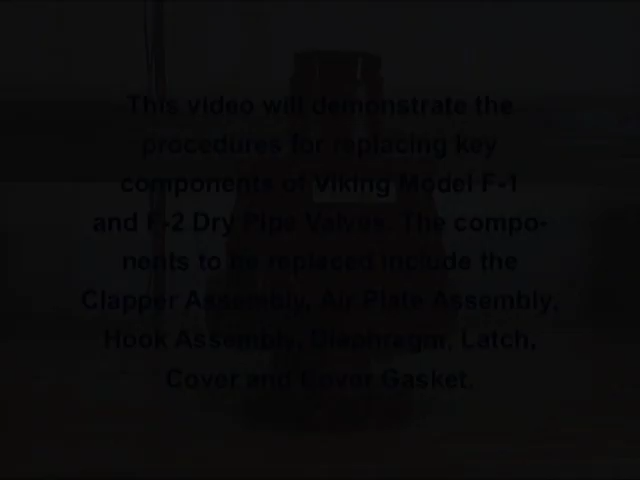 This video will demonstrate the
procedures for replacing key
components of Viking Model F-1
and F-2 Dry Pipe Valves. The compo-
nents to be replaced include the
Clapper Assembly, Air Plate Assembly,
Hook Assembly, Diaphragm, Latch,
Cover and Cover Gasket.